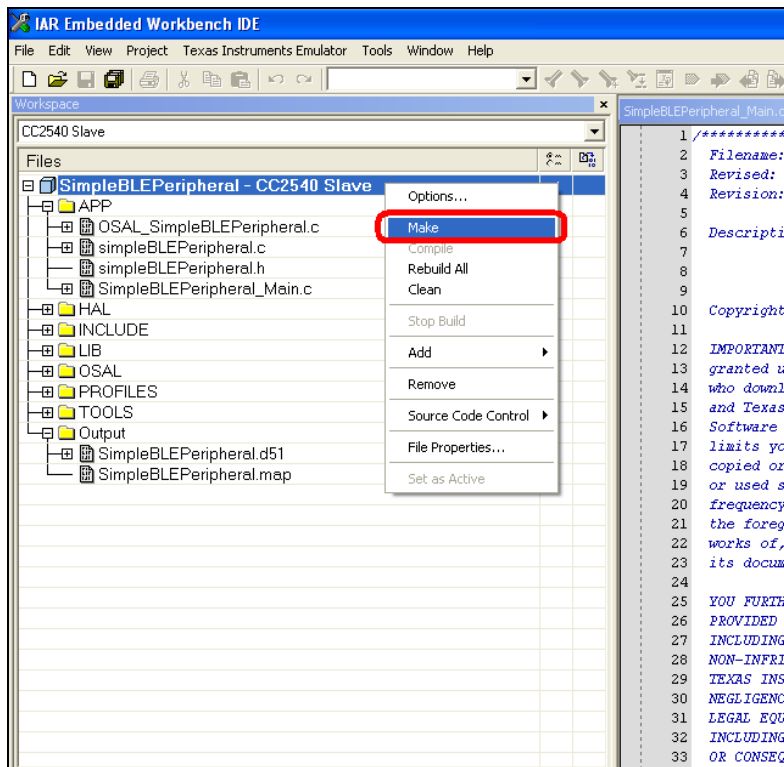 IAR Embedded Workbench IDE
File Edit View Project Texas Instruments Emulator Tools Window Help
Workspace
CC2540 Slave
Files
SimpleBLEPeripheral - CC2540 Slave
APP
OSAL_SimpleBLEPeripheral.c
simpleBLEPeripheral.c
simpleBLEPeripheral.h
SimpleBLEPeripheral_Main.c
HAL
INCLUDE
LIB
OSAL
PROFILES
TOOLS
Output
SimpleBLEPeripheral.d51
SimpleBLEPeripheral.map
Options...
Make
Compile
Rebuild All
Clean
Stop Build
Add
Remove
Source Code Control
File Properties...
Set as Active
SimpleBLEPeripheral_Main.c
1 /**********
2 Filename:
3 Revised:
4 Revision:
5
6 Descripti
7
8
9
10 Copyright
11
12 IMPORTANT
13 granted u
14 who downl
15 and Texas
16 Software
17 limits yo
18 copied or
19 or used s
20 frequency
21 the foreg
22 works of,
23 its docum
24
25 YOU FURTH
26 PROVIDED
27 INCLUDING
28 NON-INFRI
29 TEXAS INS
30 NEGLIGENC
31 LEGAL EQU
32 INCLUDING
33 OR CONSEQ